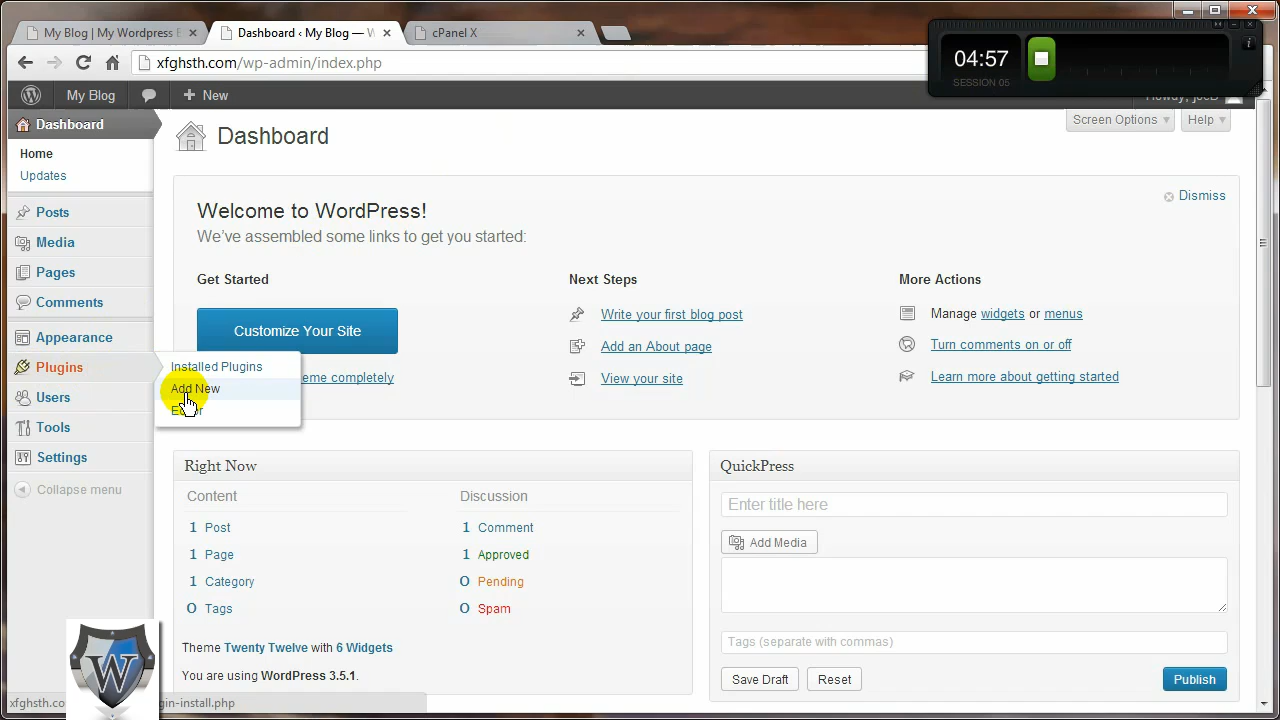 My Blog | My Wordpress B
Dashboard ‹ My Blog — W
cPanel X
xfghsth.com/wp-admin/index.php
04:57
SESSION 05
My Blog
New
Howdy, joeB
Dashboard
Home
Updates
Posts
Media
Pages
Comments
Appearance
Plugins
Users
Tools
Settings
Collapse menu
Installed Plugins
Add New
Editor
Dashboard
Screen Options
Help
Dismiss
Welcome to WordPress!
We've assembled some links to get you started:
Get Started
Customize Your Site
eme completely
Next Steps
Write your first blog post
Add an About page
View your site
More Actions
Manage widgets or menus
Turn comments on or off
Learn more about getting started
Right Now
Content
1 Post
1 Page
1 Category
0 Tags
Discussion
1 Comment
1 Approved
0 Pending
0 Spam
Theme Twenty Twelve with 6 Widgets
You are using WordPress 3.5.1.
QuickPress
Enter title here
Add Media
Tags (separate with commas)
Save Draft
Reset
Publish
W
xfghsth.co
gin-install.php